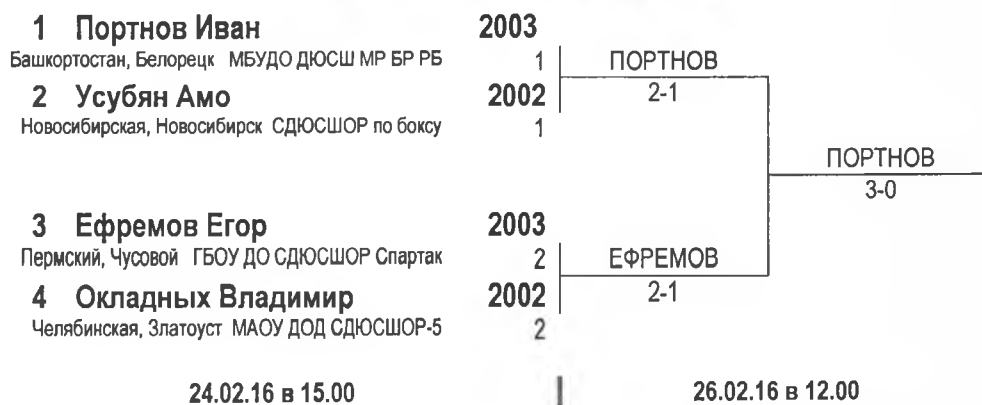 1 Портнов Иван 2003
Башкортостан, Белорецк МБУДО ДЮСШ МР БР РБ 1 ПОРТНОВ
2 Усубян Амо 2002 2-1
Новосибирская, Новосибирск СДЮСШОР по боксу 1
ПОРТНОВ
3-0
3 Ефремов Егор 2003
Пермский, Чусовой ГБОУ ДО СДЮСШОР Спартак 2 ЕФРЕМОВ
4 Окладных Владимир 2002 2-1
Челябинская, Златоуст МАОУ ДОД СДЮСШОР-5 2
24.02.16 в 15.00 26.02.16 в 12.00